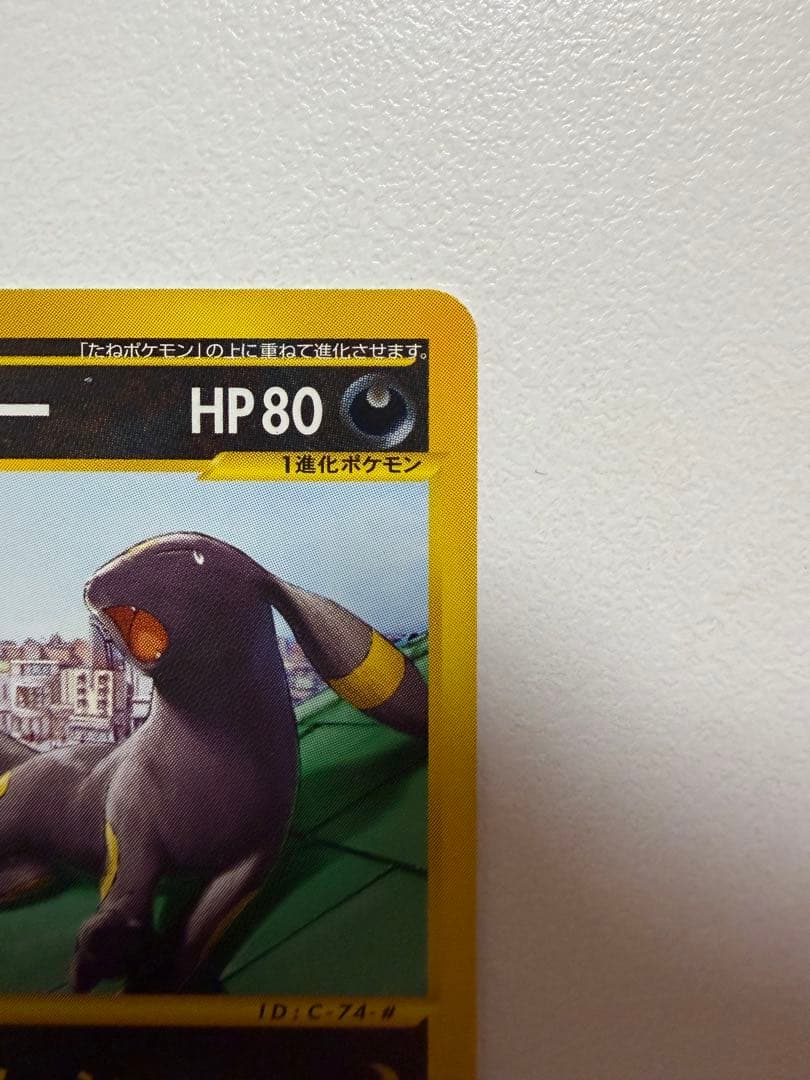 「たねポケモン」の上に重ねて進化させます。
ー HP80
1進化ポケモン
ID:C-74-#